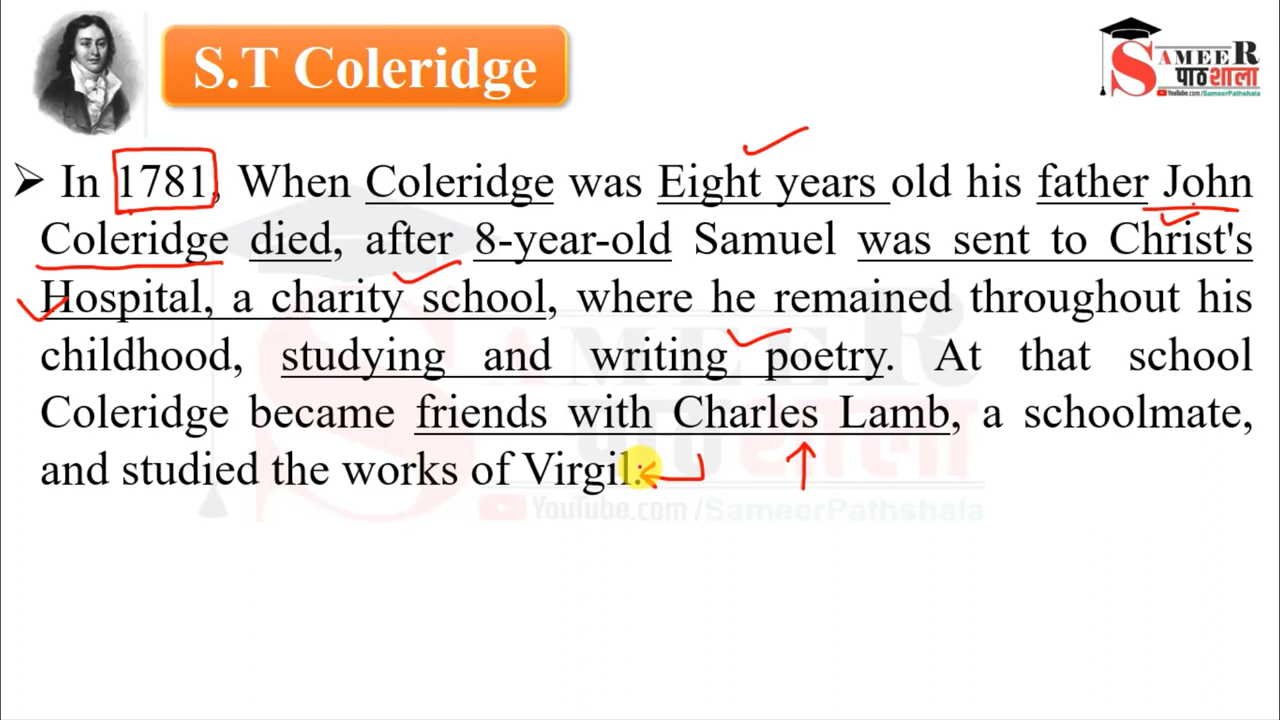 S.T Coleridge
SAMEER
पाठशाला
YouTube.com/SameerPathshala
➤ In 1781, When Coleridge was Eight years old his father John
Coleridge died, after 8-year-old Samuel was sent to Christ's
Hospital, a charity school, where he remained throughout his
childhood, studying and writing poetry. At that school
Coleridge became friends with Charles Lamb, a schoolmate,
and studied the works of Virgil.
SAMEER
पाठशाला
YouTube.com/SameerPathshala